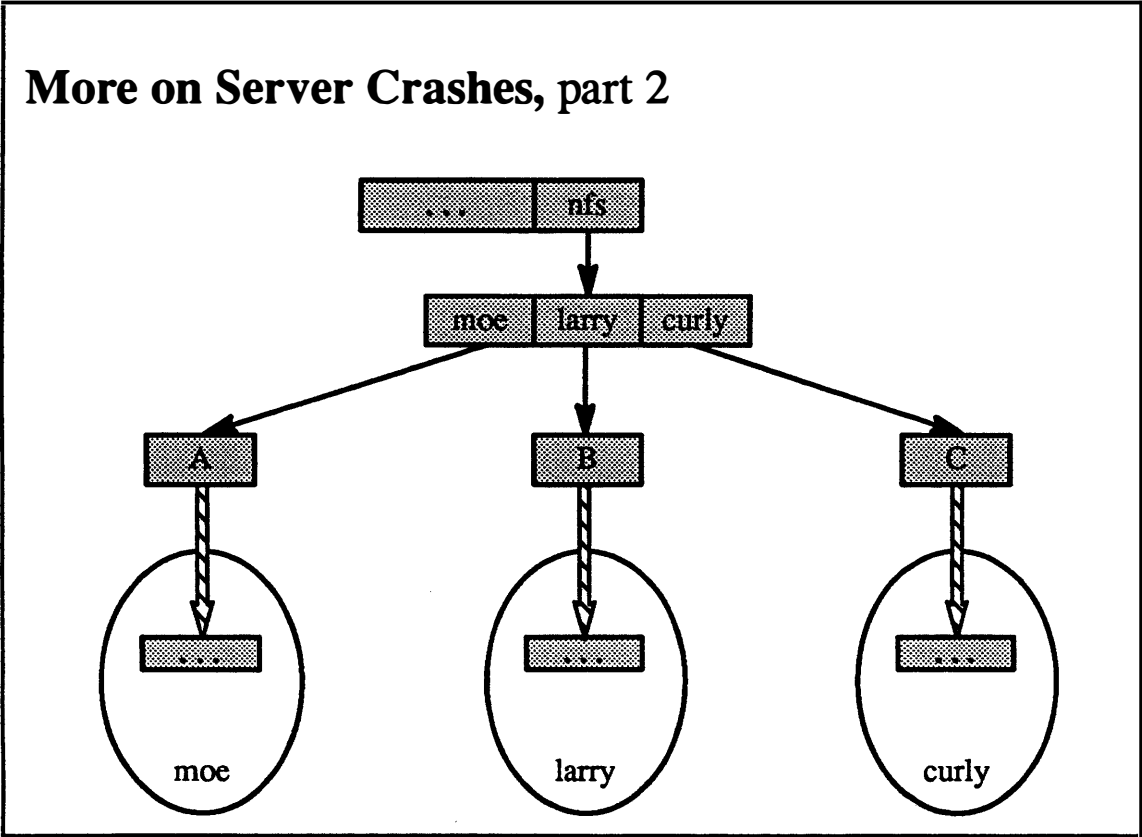 More on Server Crashes, part 2
... nfs
moe larry curly
A B C
... ... ...
moe larry curly